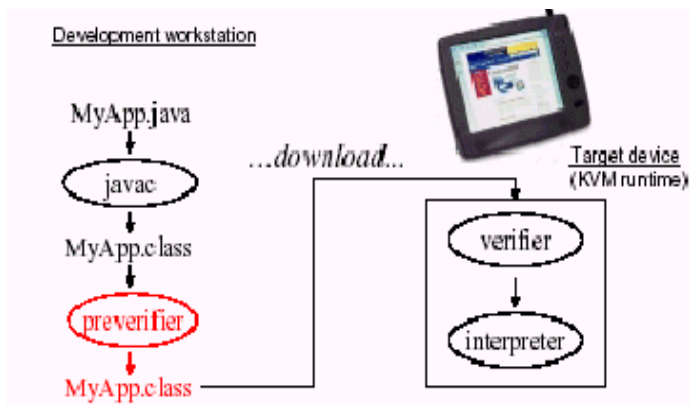 Development workstation
MyApp.java
javac
MyApp.class
preverifier
MyApp.class
...download...
Target device
(KVM runtime)
verifier
interpreter